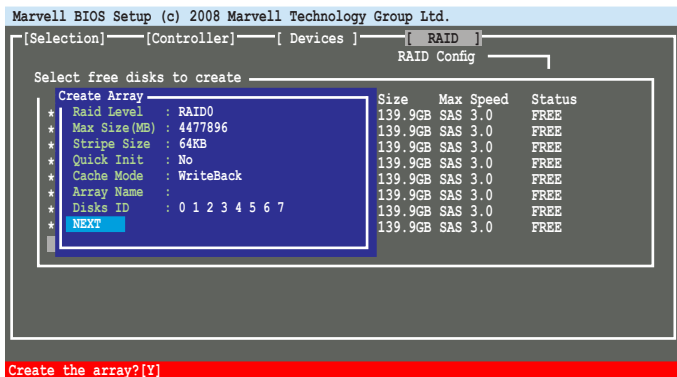 Marvell BIOS Setup (c) 2008 Marvell Technology Group Ltd.
[Selection] [Controller] [ Devices ] [ RAID ]
RAID Config
Select free disks to create
Create Array
Size Max Speed Status
* Raid Level : RAID0 139.9GB SAS 3.0 FREE
* Max Size(MB) : 4477896 139.9GB SAS 3.0 FREE
* Stripe Size : 64KB 139.9GB SAS 3.0 FREE
* Quick Init : No 139.9GB SAS 3.0 FREE
* Cache Mode : WriteBack 139.9GB SAS 3.0 FREE
* Array Name : 139.9GB SAS 3.0 FREE
* Disks ID : 0 1 2 3 4 5 6 7 139.9GB SAS 3.0 FREE
* NEXT 139.9GB SAS 3.0 FREE
Create the array?[Y]